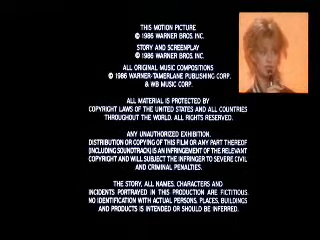 THIS MOTION PICTURE
© 1986 WARNER BROS. INC.
STORY AND SCREENPLAY
© 1986 WARNER BROS. INC.
ALL ORIGINAL MUSIC COMPOSITIONS
© 1986 WARNER-TAMERLANE PUBLISHING CORP.
& WB MUSIC CORP.
ALL MATERIAL IS PROTECTED BY
COPYRIGHT LAWS OF THE UNITED STATES AND ALL COUNTRIES
THROUGHOUT THE WORLD. ALL RIGHTS RESERVED.
ANY UNAUTHORIZED EXHIBITION,
DISTRIBUTION OR COPYING OF THIS FILM OR ANY PART THEREOF
(INCLUDING SOUNDTRACK) IS AN INFRINGEMENT OF THE RELEVANT
COPYRIGHT AND WILL SUBJECT THE INFRINGER TO SEVERE CIVIL
AND CRIMINAL PENALTIES.
THE STORY, ALL NAMES, CHARACTERS AND
INCIDENTS PORTRAYED IN THIS PRODUCTION ARE FICTITIOUS.
NO IDENTIFICATION WITH ACTUAL PERSONS, PLACES, BUILDINGS
AND PRODUCTS IS INTENDED OR SHOULD BE INFERRED.